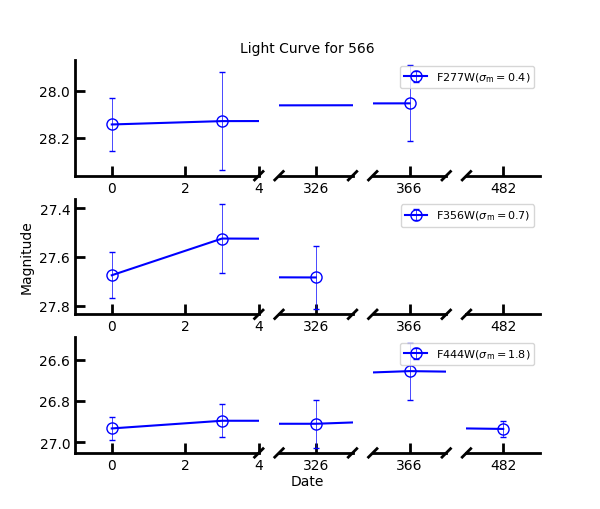 Light Curve for 566
F277W(σm = 0.4)
28.0
28.2
0 2 4 326 366 482
F356W(σm = 0.7)
27.4
27.6
27.8
0 2 4 326 366 482
Magnitude
F444W(σm = 1.8)
26.6
26.8
27.0
0 2 4 326 366 482
Date